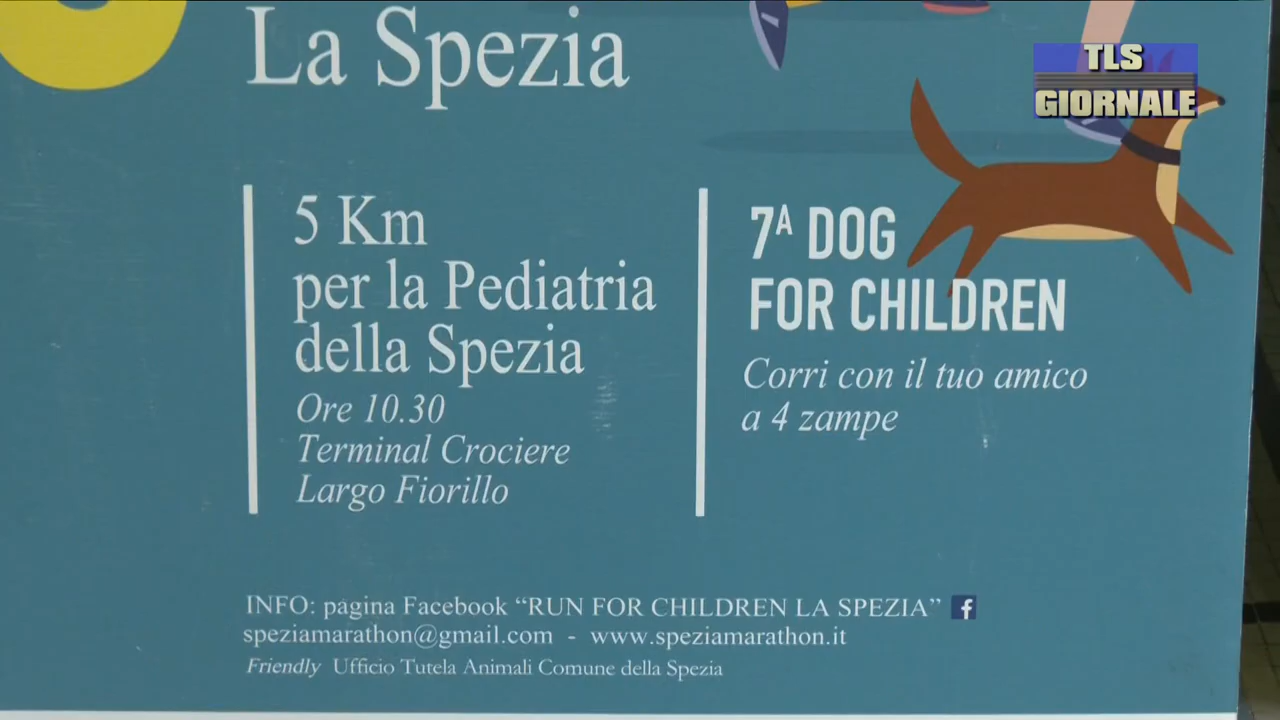 La Spezia
TLS
GIORNALE
5 Km
per la Pediatria
della Spezia
Ore 10.30
Terminal Crociere
Largo Fiorillo
7A DOG
FOR CHILDREN
Corri con il tuo amico
a 4 zampe
INFO: pagina Facebook “RUN FOR CHILDREN LA SPEZIA” f
speziamarathon@gmail.com - www.speziamarathon.it
Friendly Ufficio Tutela Animali Comune della Spezia